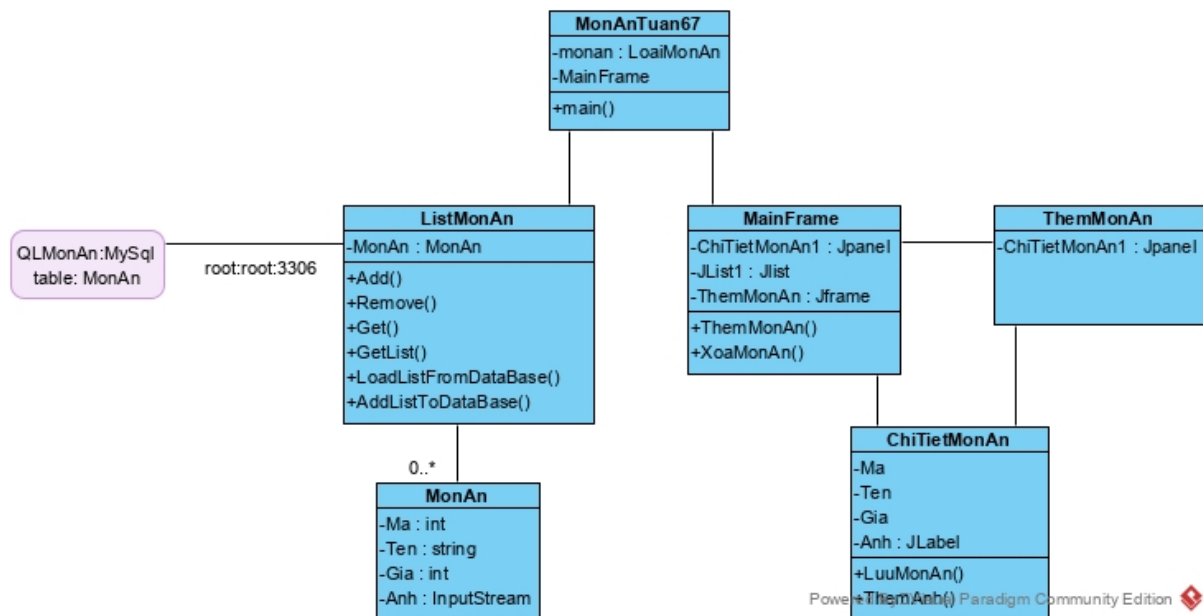 MonAnTuan67
-monan : LoaiMonAn
-MainFrame
+main()
QLMonAn:MySql
table: MonAn
root:root:3306
ListMonAn
-MonAn : MonAn
+Add()
+Remove()
+Get()
+GetList()
+LoadListFromDataBase()
+AddListToDataBase()
MainFrame
-ChiTietMonAn1 : Jpanel
-JList1 : Jlist
-ThemMonAn : Jframe
+ThemMonAn()
+XoaMonAn()
ThemMonAn
-ChiTietMonAn1 : Jpanel
0..*
MonAn
-Ma : int
-Ten : string
-Gia : int
-Anh : InputStream
ChiTietMonAn
-Ma
-Ten
-Gia
-Anh : JLabel
+LuuMonAn()
+ThemAnh()
Powered Paradigm Community Edition